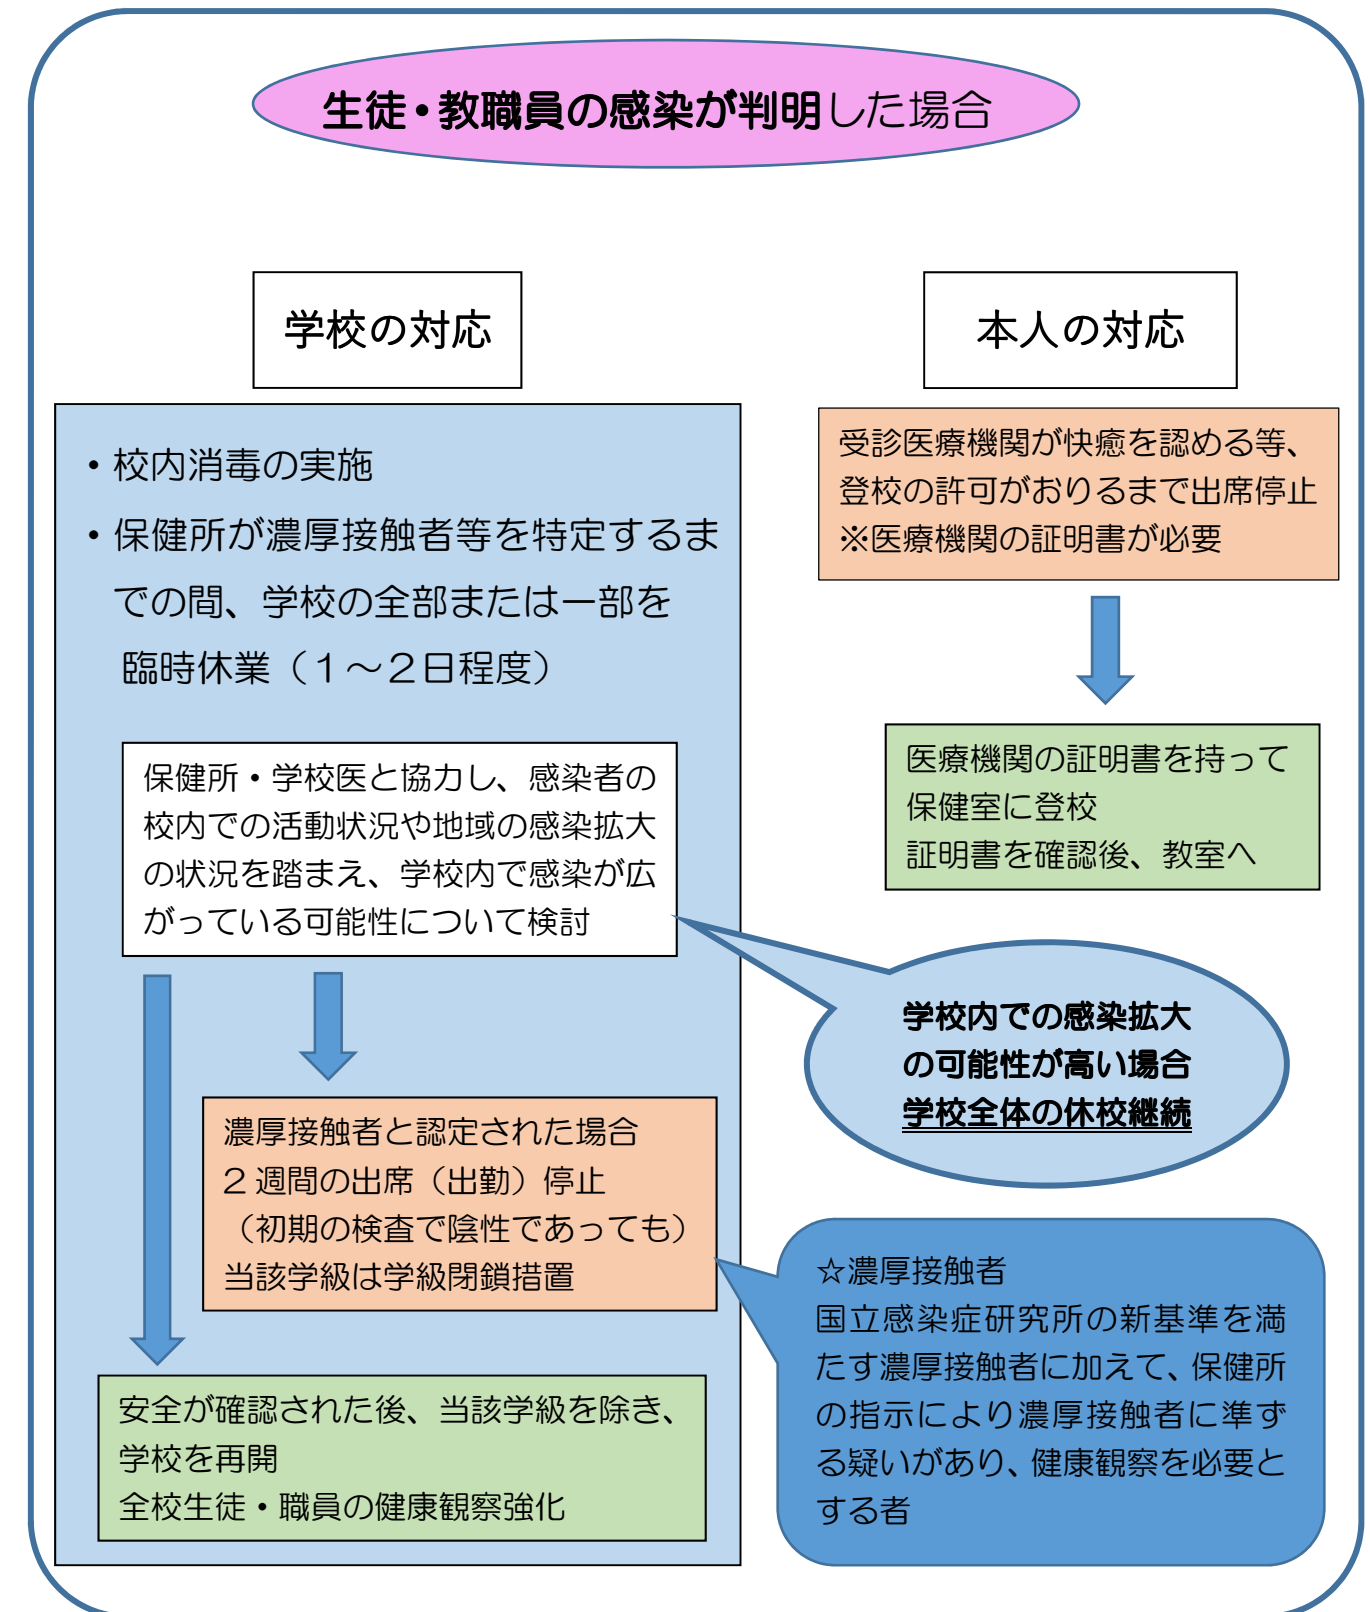 生徒・教職員の感染が判明した場合
学校の対応
・校内消毒の実施
・保健所が濃厚接触者等を特定するま
での間、学校の全部または一部を
臨時休業（１～２日程度）
保健所・学校医と協力し、感染者の
校内での活動状況や地域の感染拡大
の状況を踏まえ、学校内で感染が広
がっている可能性について検討
濃厚接触者と認定された場合
２週間の出席（出勤）停止
（初期の検査で陰性であっても）
当該学級は学級閉鎖措置
安全が確認された後、当該学級を除き、
学校を再開
全校生徒・職員の健康観察強化
本人の対応
受診医療機関が快癒を認める等、
登校の許可がおりるまで出席停止
※医療機関の証明書が必要
医療機関の証明書を持って
保健室に登校
証明書を確認後、教室へ
学校内での感染拡大
の可能性が高い場合
学校全体の休校継続
☆濃厚接触者
国立感染症研究所の新基準を満
たす濃厚接触者に加えて、保健所
の指示により濃厚接触者に準ず
る疑いがあり、健康観察を必要と
する者